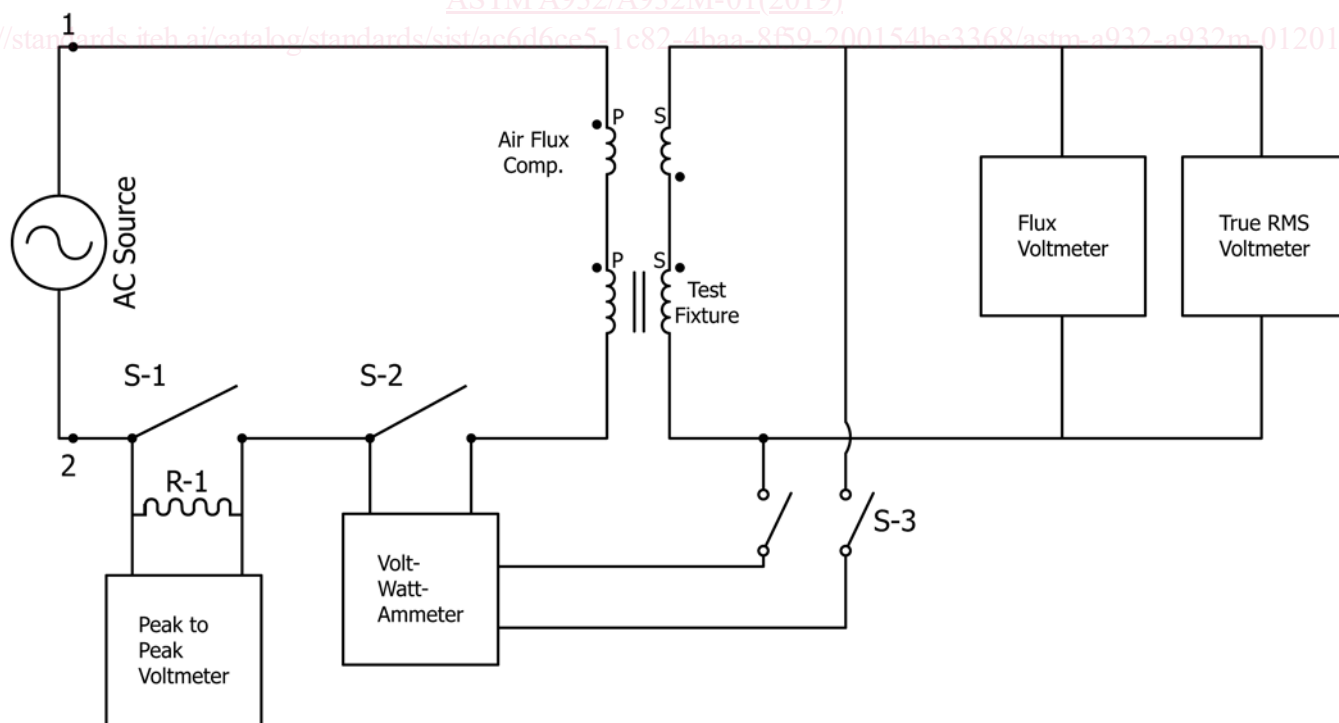 ASTM A932/A932M-01(2019)
//standards.iteh.ai/catalog/standards/sist/ac6d6ce5-1c82-4baa-8f59-200154be3368/astm-a932-a932m-012019
1
P
S
Air Flux
Comp.
AC Source
P
S
Test
Fixture
Flux
Voltmeter
True RMS
Voltmeter
S-1
S-2
2
R-1
S-3
Volt-
Watt-
Ammeter
Peak to
Peak
Voltmeter